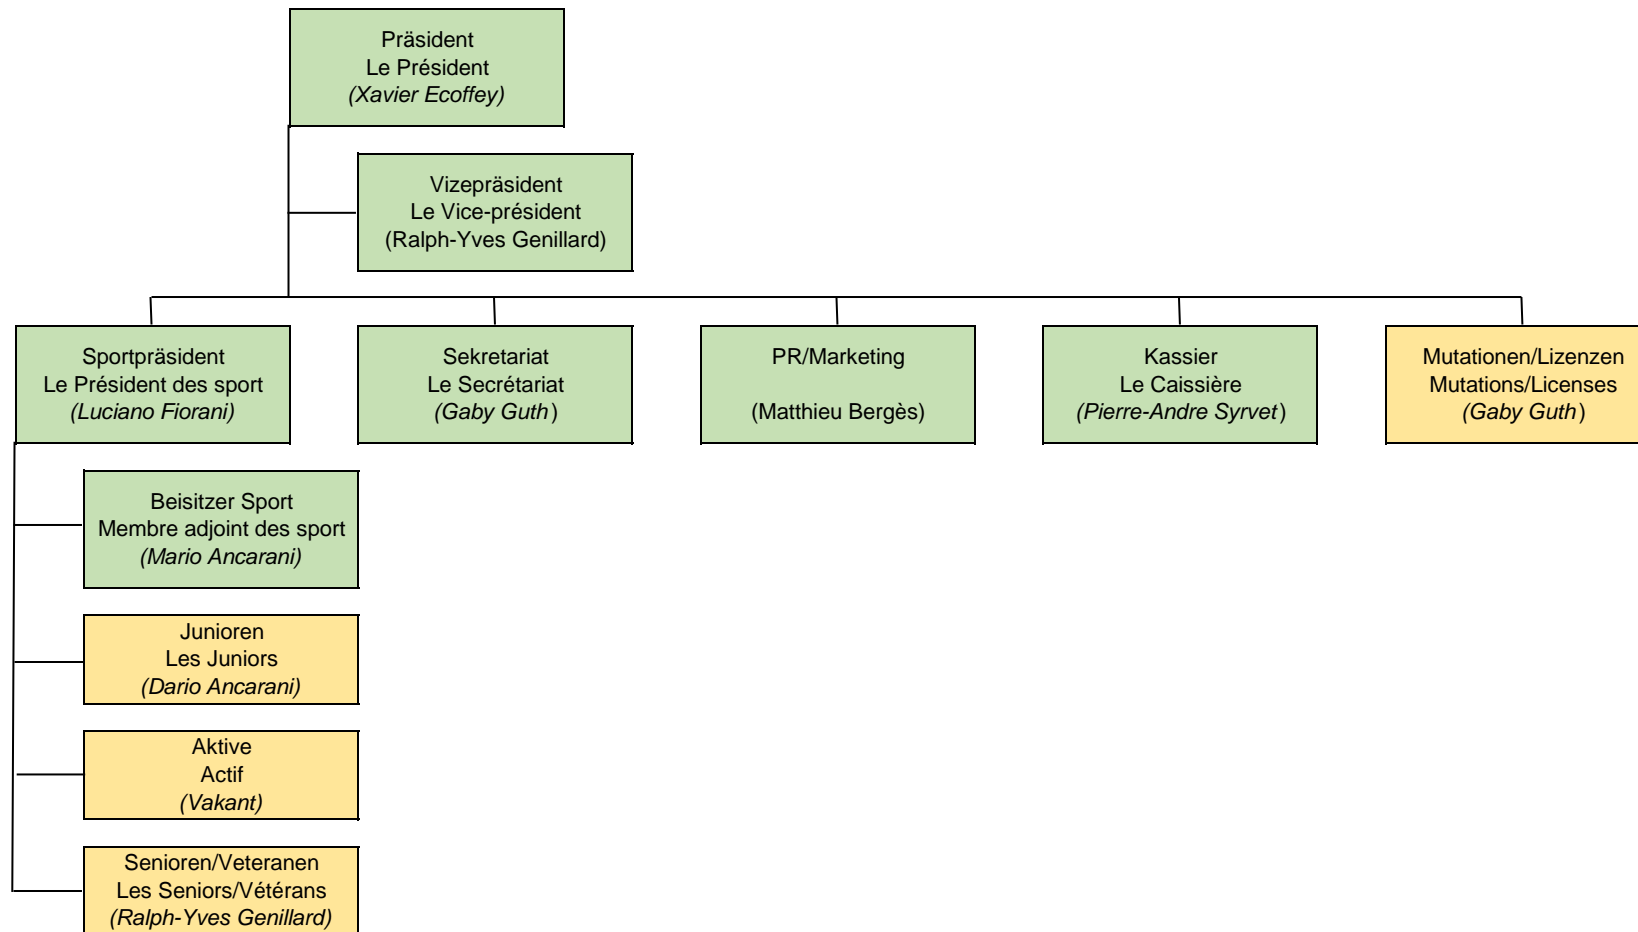 Präsident
Le Président
(Xavier Ecoffey)
Vizepräsident
Le Vice-président
(Ralph-Yves Genillard)
Sportpräsident
Le Président des sport
(Luciano Fiorani)
Sekretariat
Le Secrétariat
(Gaby Guth)
PR/Marketing
(Matthieu Bergès)
Kassier
Le Caissière
(Pierre-Andre Syrvet)
Mutationen/Lizenzen
Mutations/Licenses
(Gaby Guth)
Beisitzer Sport
Membre adjoint des sport
(Mario Ancarani)
Junioren
Les Juniors
(Dario Ancarani)
Aktive
Actif
(Vakant)
Senioren/Veteranen
Les Seniors/Vétérans
(Ralph-Yves Genillard)